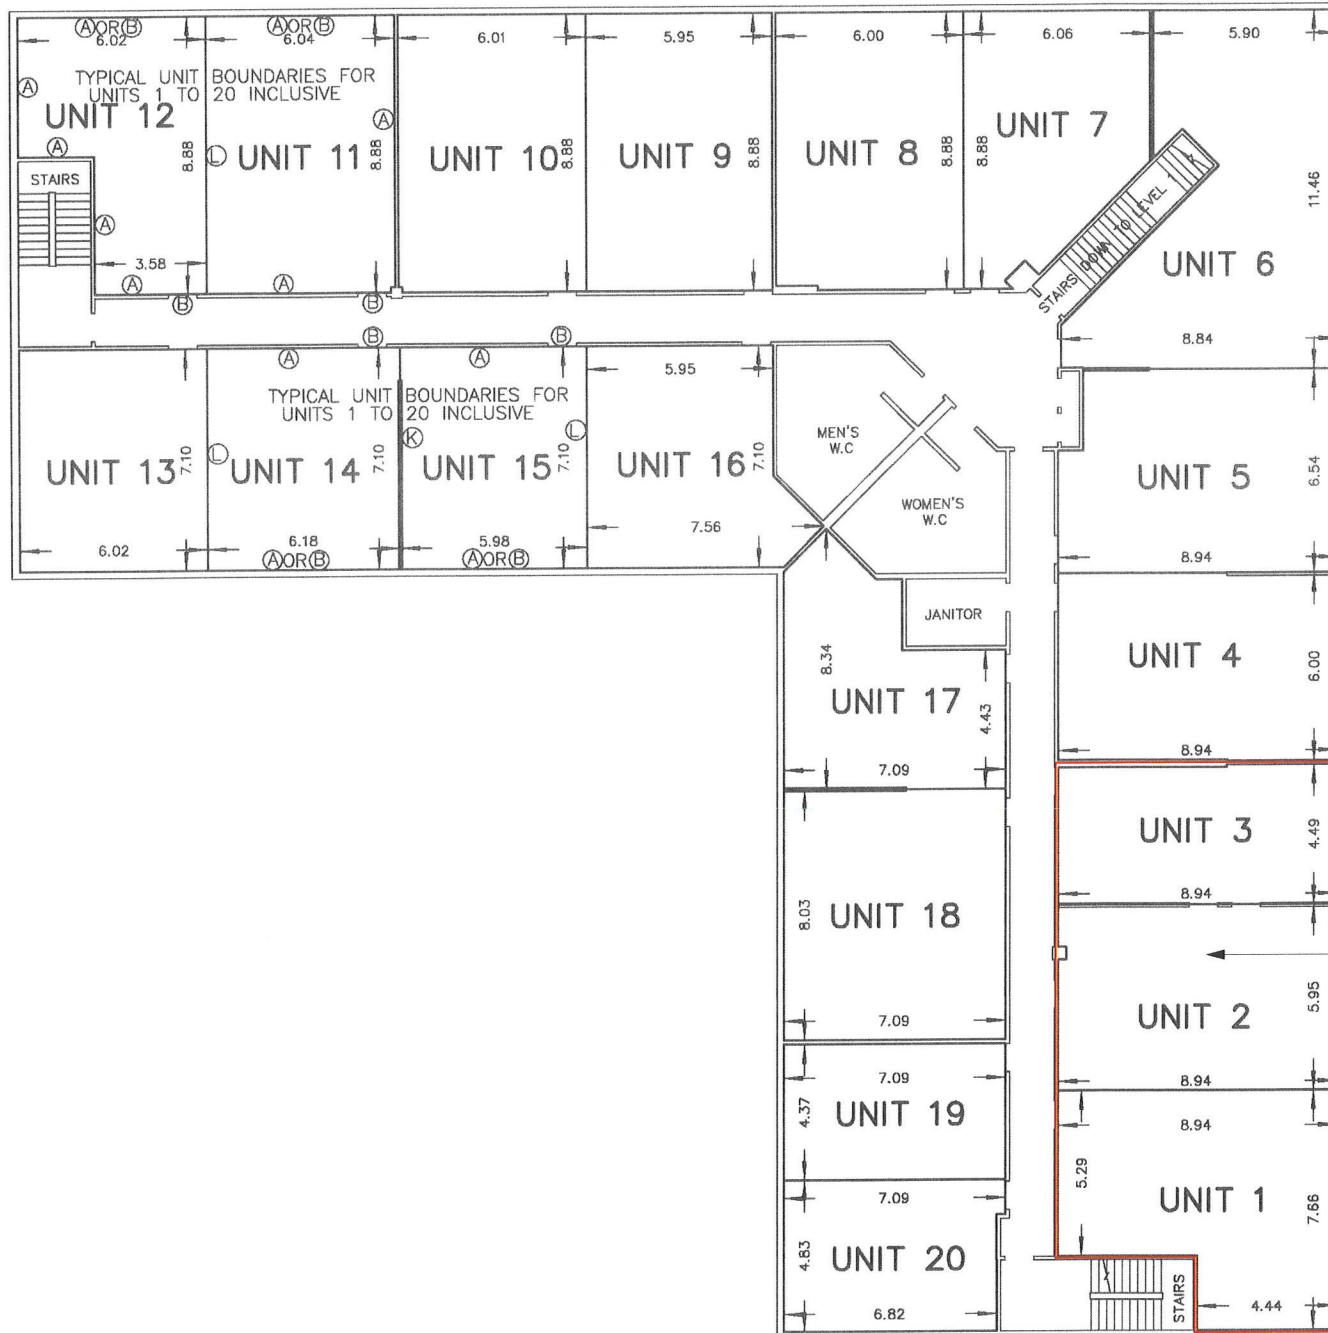 Ⓐ OR Ⓑ Ⓐ OR Ⓑ
6.02 6.04 6.01 5.95 6.00 6.06 5.90
TYPICAL UNIT BOUNDARIES FOR
UNITS 1 TO 20 INCLUSIVE
Ⓐ
UNIT 12
8.88
Ⓐ
STAIRS
Ⓐ
3.58
Ⓐ Ⓑ
Ⓛ
UNIT 11
Ⓐ
8.88
Ⓐ Ⓑ
UNIT 10
8.88
UNIT 9
8.88
UNIT 8
8.88
8.88
UNIT 7
STAIRS DOWN TO LEVEL 1
11.46
UNIT 6
8.84
Ⓑ Ⓑ
Ⓐ Ⓐ
TYPICAL UNIT BOUNDARIES FOR
UNITS 1 TO 20 INCLUSIVE
UNIT 13
7.10
6.02
Ⓛ
UNIT 14
7.10
6.18
Ⓐ OR Ⓑ
Ⓚ
UNIT 15
Ⓛ
7.10
5.98
Ⓐ OR Ⓑ
5.95
UNIT 16
7.10
7.56
MEN'S
W.C
WOMEN'S
W.C
JANITOR
UNIT 5
6.54
8.94
UNIT 4
6.00
8.94
8.34
UNIT 17
4.43
7.09
UNIT 3
4.49
8.94
8.03
UNIT 18
7.09
UNIT 2
5.95
8.94
7.09
4.37
UNIT 19
8.94
5.29
UNIT 1
7.66
7.09
4.83
UNIT 20
6.82
STAIRS
4.44